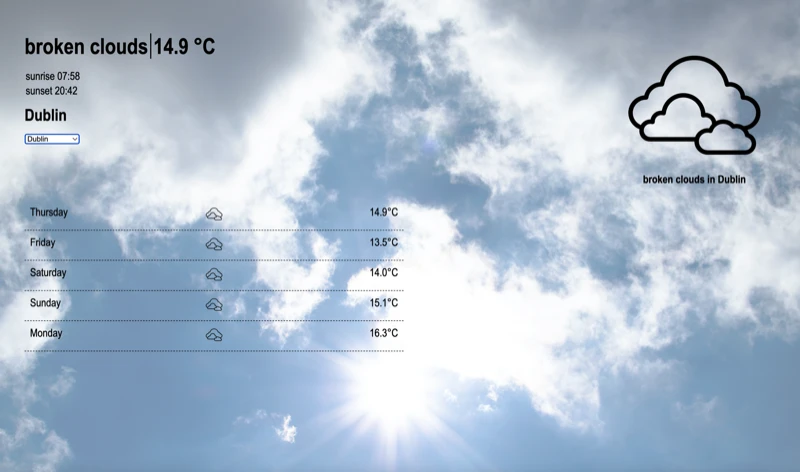 broken clouds|14.9 °C
sunrise 07:58
sunset 20:42
Dublin
Dublin
broken clouds in Dublin
Thursday 14.9°C
Friday 13.5°C
Saturday 14.0°C
Sunday 15.1°C
Monday 16.3°C